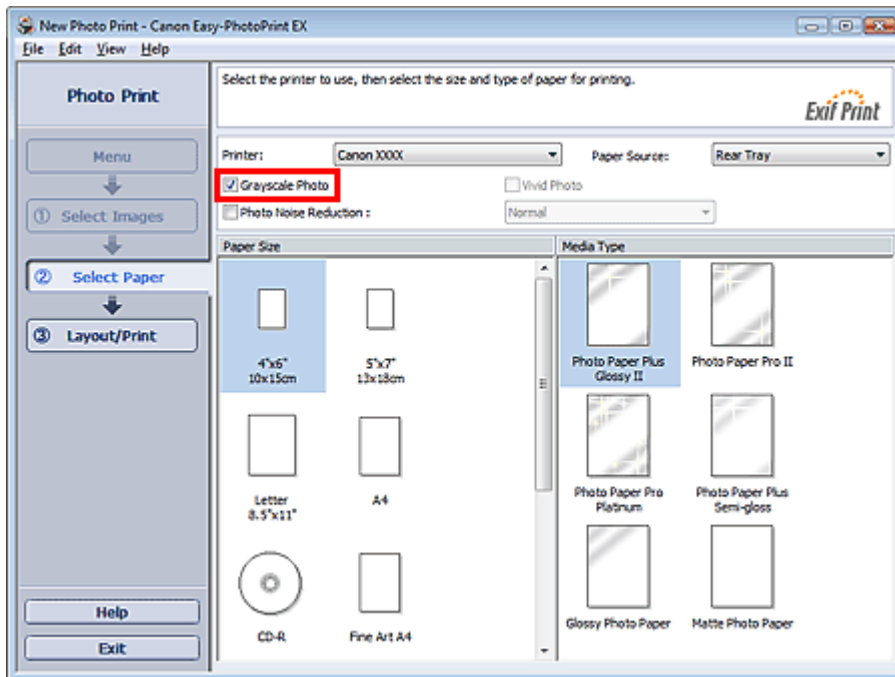 New Photo Print - Canon Easy-PhotoPrint EX
File Edit View Help
Photo Print
Select the printer to use, then select the size and type of paper for printing.
Exif Print
Menu
① Select Images
② Select Paper
③ Layout/Print
Help
Exit
Printer: Canon XXXX Paper Source: Rear Tray
Grayscale Photo Vivid Photo
Photo Noise Reduction : Normal
Paper Size
4"x6"
10x15cm
5"x7"
13x18cm
Letter
8.5"x11"
A4
CD-R
Fine Art A4
Media Type
Photo Paper Plus
Glossy II
Photo Paper Pro II
Photo Paper Pro
Platinum
Photo Paper Plus
Semi-gloss
Glossy Photo Paper
Matte Photo Paper